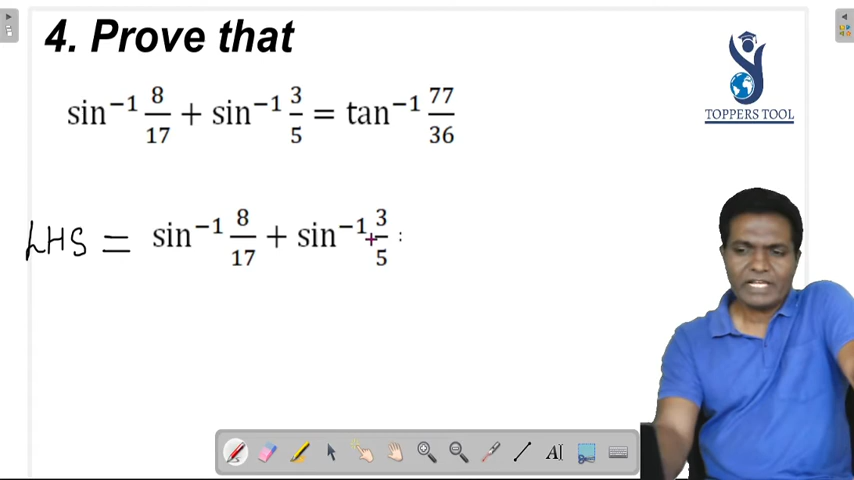 4. Prove that
sin⁻¹ 8/17 + sin⁻¹ 3/5 = tan⁻¹ 77/36
TOPPERS TOOL
LHS = sin⁻¹ 8/17 + sin⁻¹ 3/5 :
AI